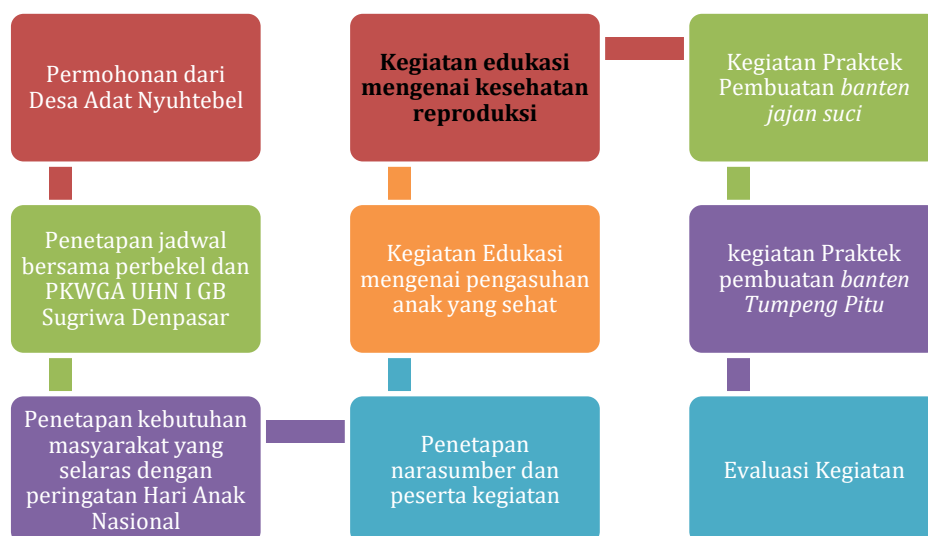 Permohonan dari
Desa Adat Nyuhtebel
Penetapan jadwal
bersama perbekel dan
PKWGA UHN I GB
Sugriwa Denpasar
Penetapan kebutuhan
masyarakat yang
selaras dengan
peringatan Hari Anak
Nasional
Penetapan
narasumber dan
peserta kegiatan
Kegiatan Edukasi
mengenai pengasuhan
anak yang sehat
Kegiatan edukasi
mengenai kesehatan
reproduksi
Kegiatan Praktek
Pembuatan banten
jajan suci
kegiatan Praktek
pembuatan banten
Tumpeng Pitu
Evaluasi Kegiatan